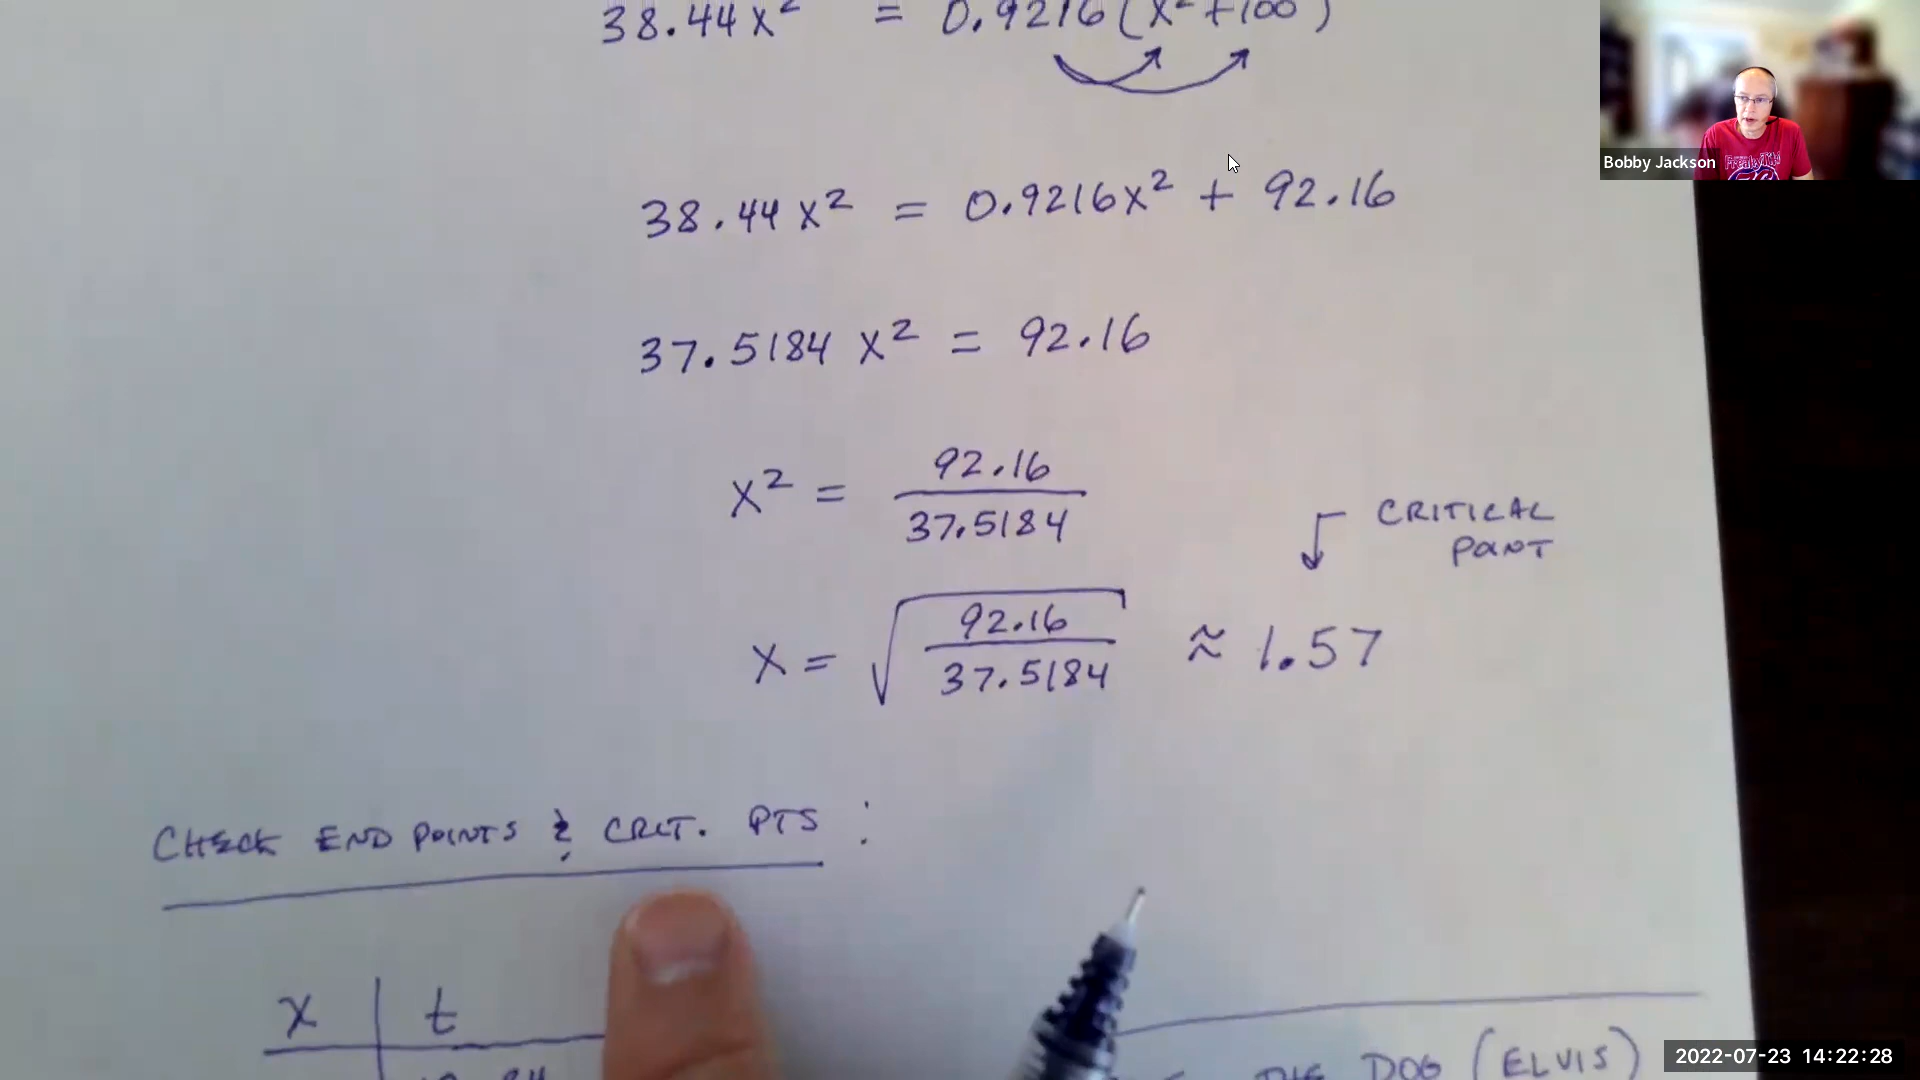 38.44x² = 0.9216(x²+100)
Bobby Jackson
38.44x² = 0.9216x² + 92.16
37.5184x² = 92.16
x² = 92.16 / 37.5184
CRITICAL
POINT
x = √(92.16 / 37.5184) ≈ 1.57
CHECK END POINTS & CRIT. PTS :
x | t
DOG (ELVIS)
2022-07-23 14:22:28